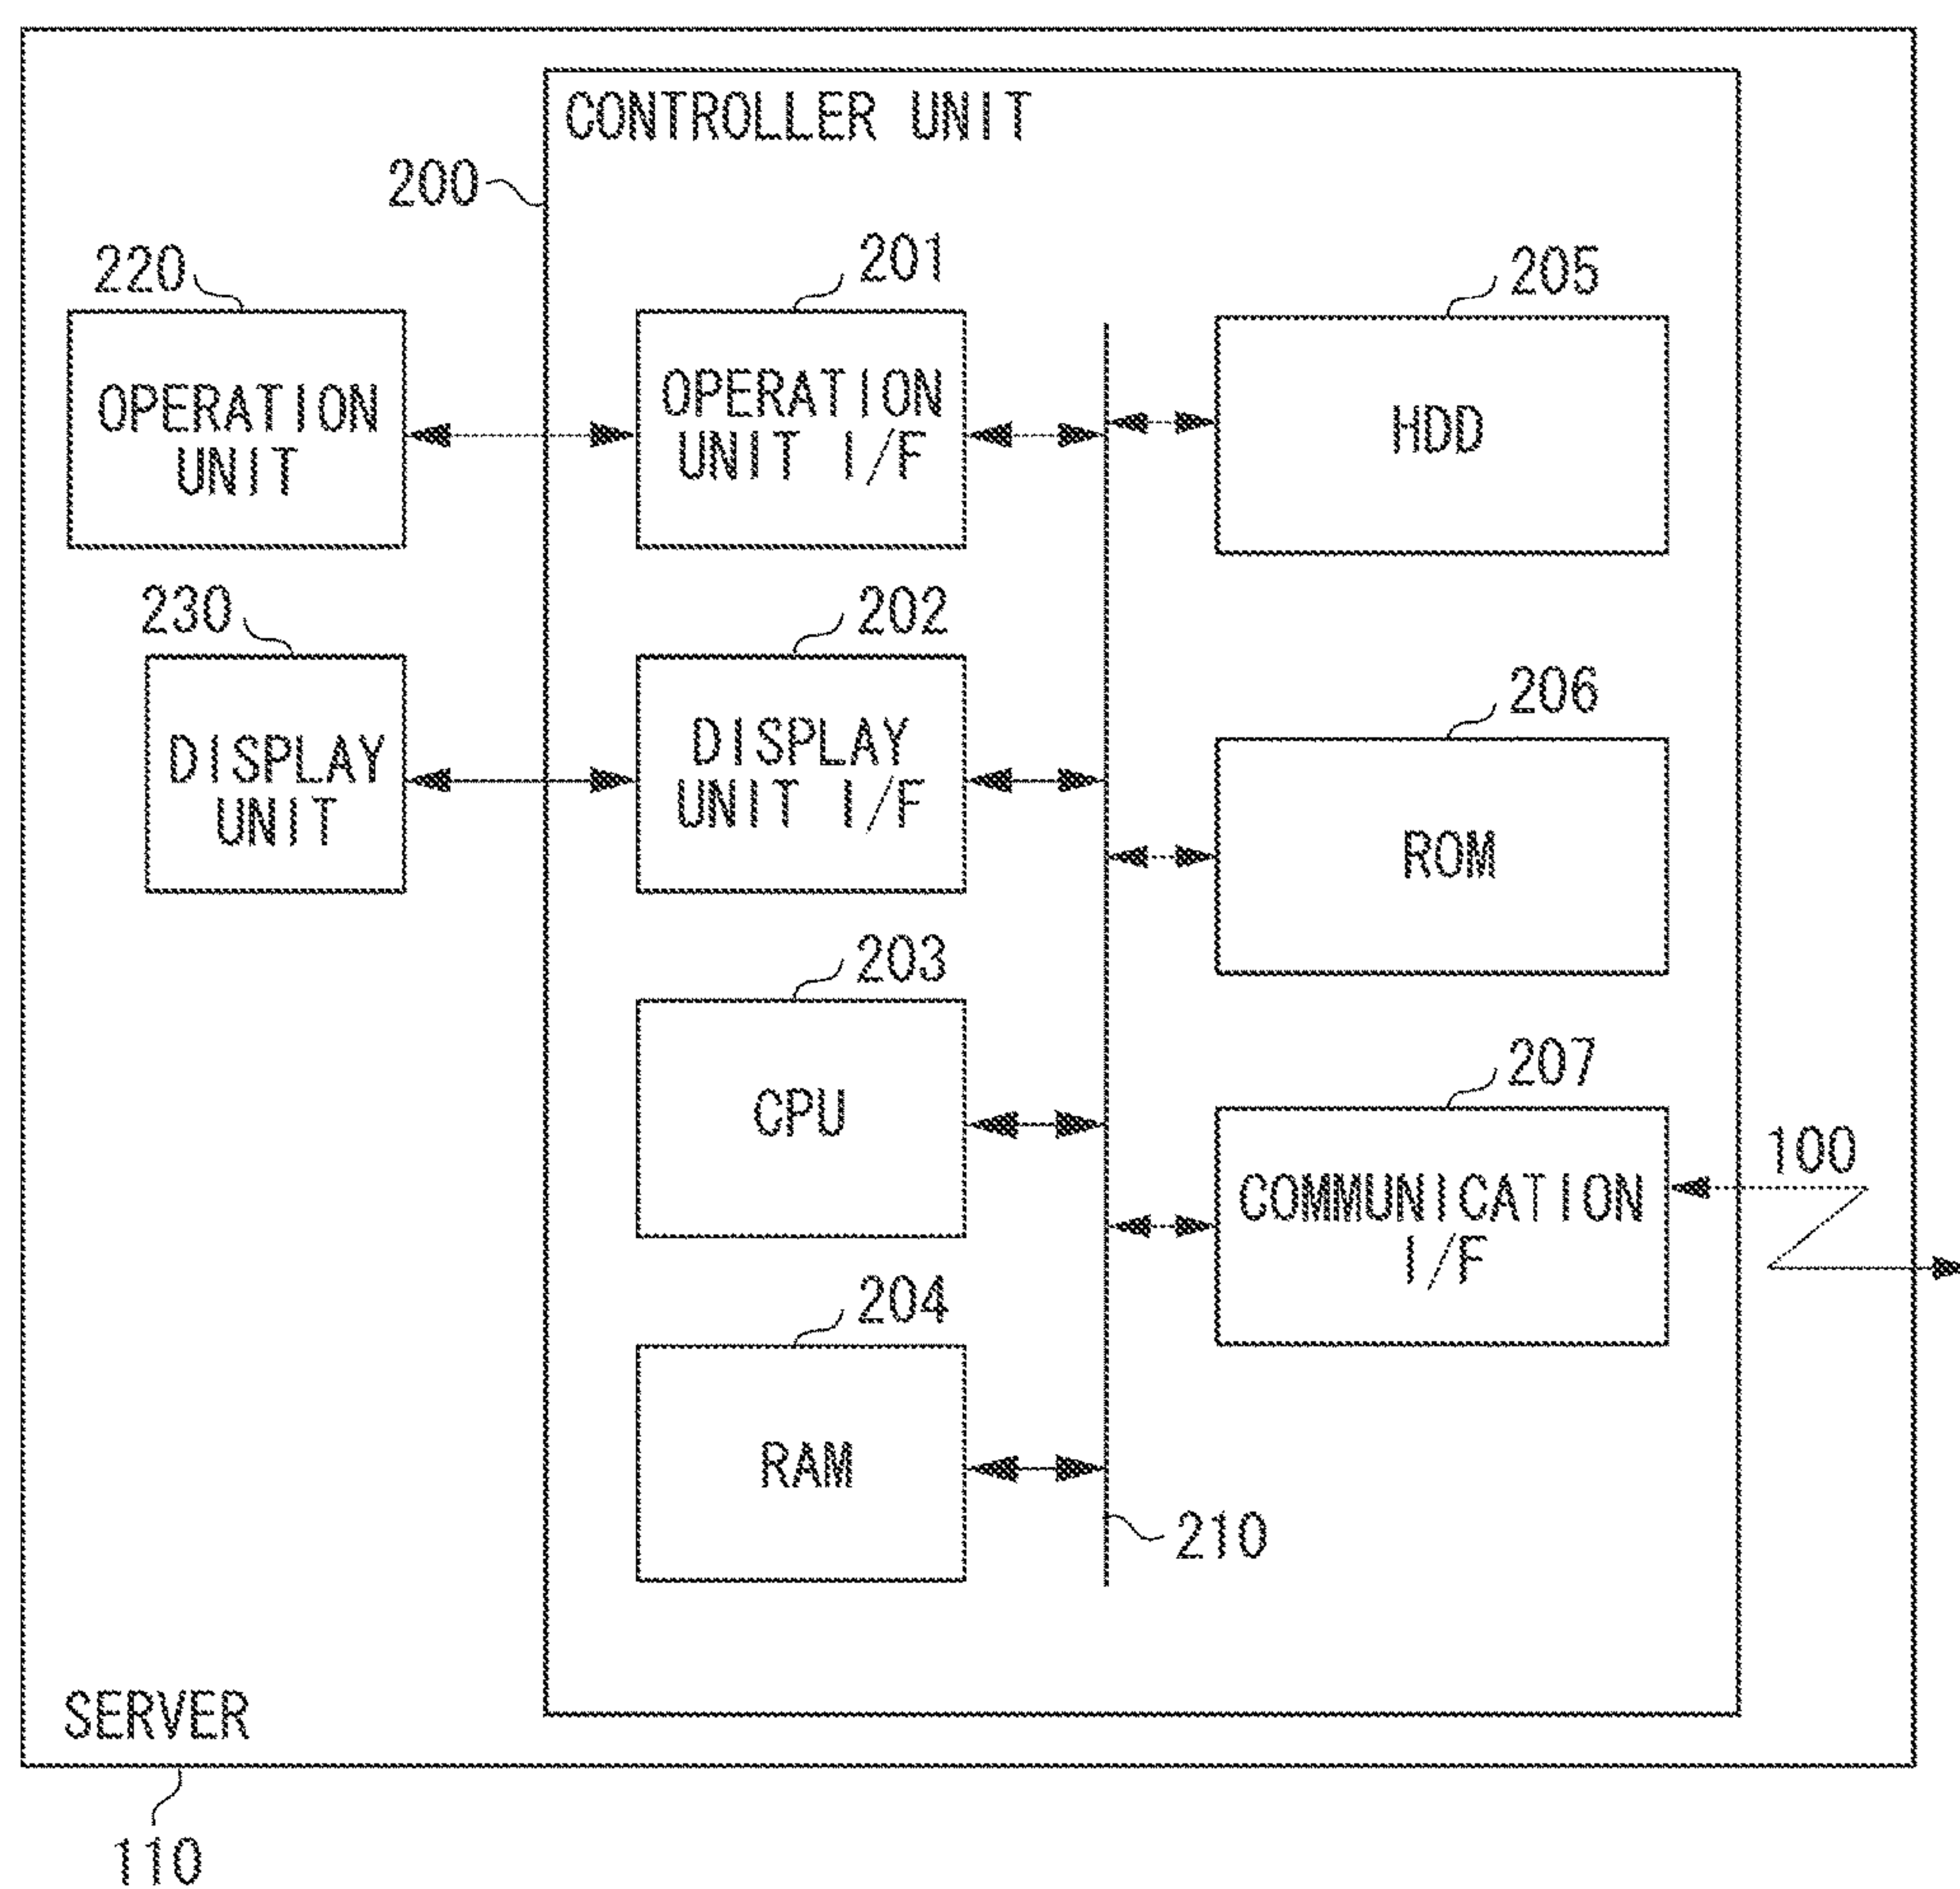 CONTROLLER UNIT
200
220
201
205
OPERATION
UNIT
OPERATION
UNIT I/F
HDD
230
202
206
DISPLAY
UNIT
DISPLAY
UNIT I/F
ROM
203
207
CPU
100
COMMUNICATION
I/F
204
RAM
210
SERVER
110